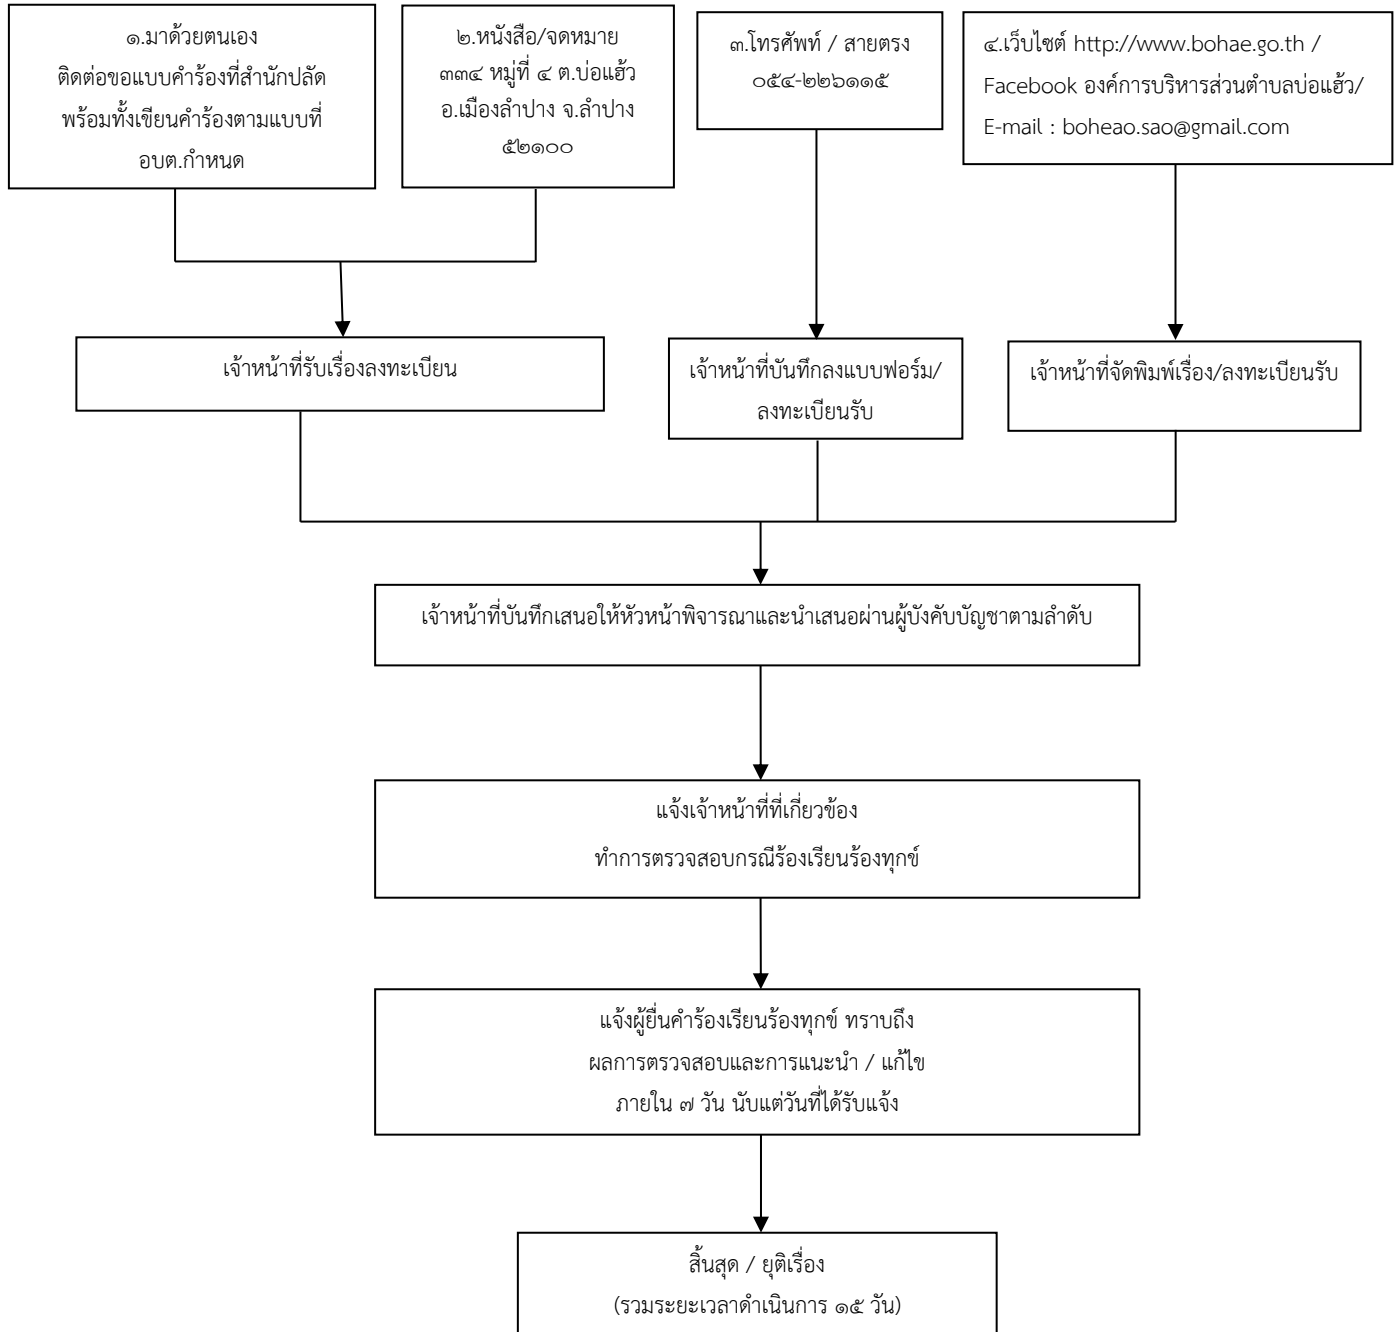 ๑.มาด้วยตนเอง
ติดต่อขอแบบคำร้องที่สำนักปลัด
พร้อมทั้งเขียนคำร้องตามแบบที่
อบต.กำหนด
๒.หนังสือ/จดหมาย
๓๓๔ หมู่ที่ ๔ ต.บ่อแฮ้ว
อ.เมืองลำปาง จ.ลำปาง
๕๒๑๐๐
๓.โทรศัพท์ / สายตรง
๐๕๔-๒๒๖๑๑๕
๔.เว็บไซต์ http://www.bohae.go.th /
Facebook องค์การบริหารส่วนตำบลบ่อแฮ้ว/
E-mail : boheao.sao@gmail.com
เจ้าหน้าที่รับเรื่องลงทะเบียน
เจ้าหน้าที่บันทึกลงแบบฟอร์ม/
ลงทะเบียนรับ
เจ้าหน้าที่จัดพิมพ์เรื่อง/ลงทะเบียนรับ
เจ้าหน้าที่บันทึกเสนอให้หัวหน้าพิจารณาและนำเสนอผ่านผู้บังคับบัญชาตามลำดับ
แจ้งเจ้าหน้าที่ที่เกี่ยวข้อง
ทำการตรวจสอบกรณีร้องเรียนร้องทุกข์
แจ้งผู้ยื่นคำร้องเรียนร้องทุกข์ ทราบถึง
ผลการตรวจสอบและการแนะนำ / แก้ไข
ภายใน ๗ วัน นับแต่วันที่ได้รับแจ้ง
สิ้นสุด / ยุติเรื่อง
(รวมระยะเวลาดำเนินการ ๑๕ วัน)